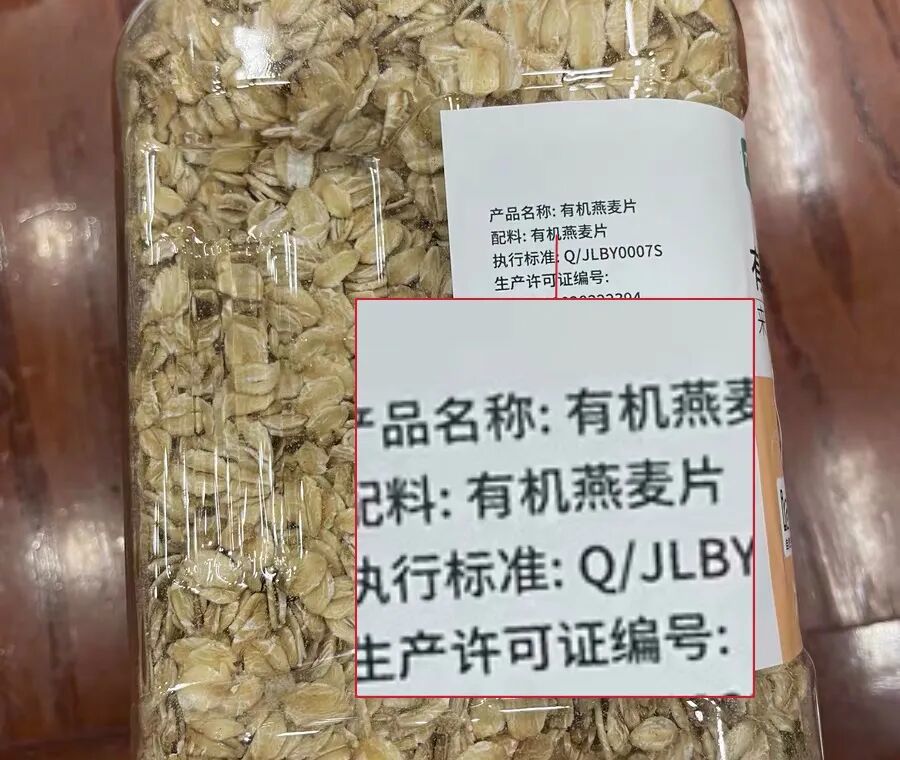 产品名称: 有机燕麦片
配料: 有机燕麦片
执行标准: Q/JLBY0007S
生产许可证编号:
产品名称: 有机燕麦
配料: 有机燕麦片
执行标准: Q/JLBY
生产许可证编号: